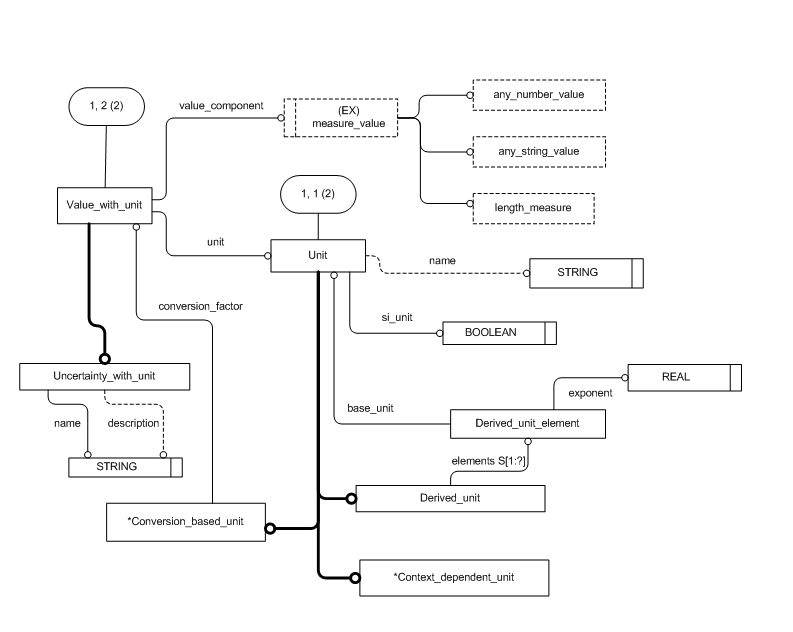 1, 2 (2)
value_component
(EX)
measure_value
any_number_value
any_string_value
length_measure
Value_with_unit
1, 1 (2)
unit
Unit
name
STRING
conversion_factor
si_unit
BOOLEAN
Uncertainty_with_unit
REAL
exponent
name
description
base_unit
Derived_unit_element
STRING
elements S[1:?]
Derived_unit
*Conversion_based_unit
*Context_dependent_unit